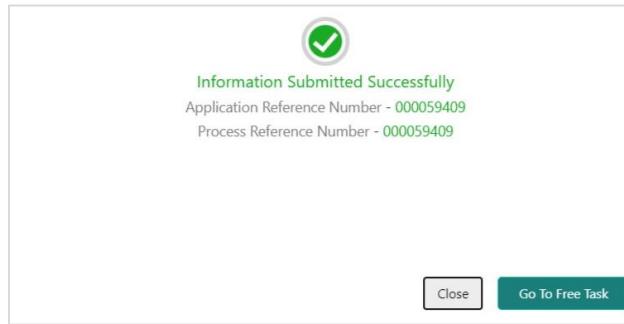 Information Submitted Successfully
Application Reference Number - 000059409
Process Reference Number - 000059409
Close Go To Free Task